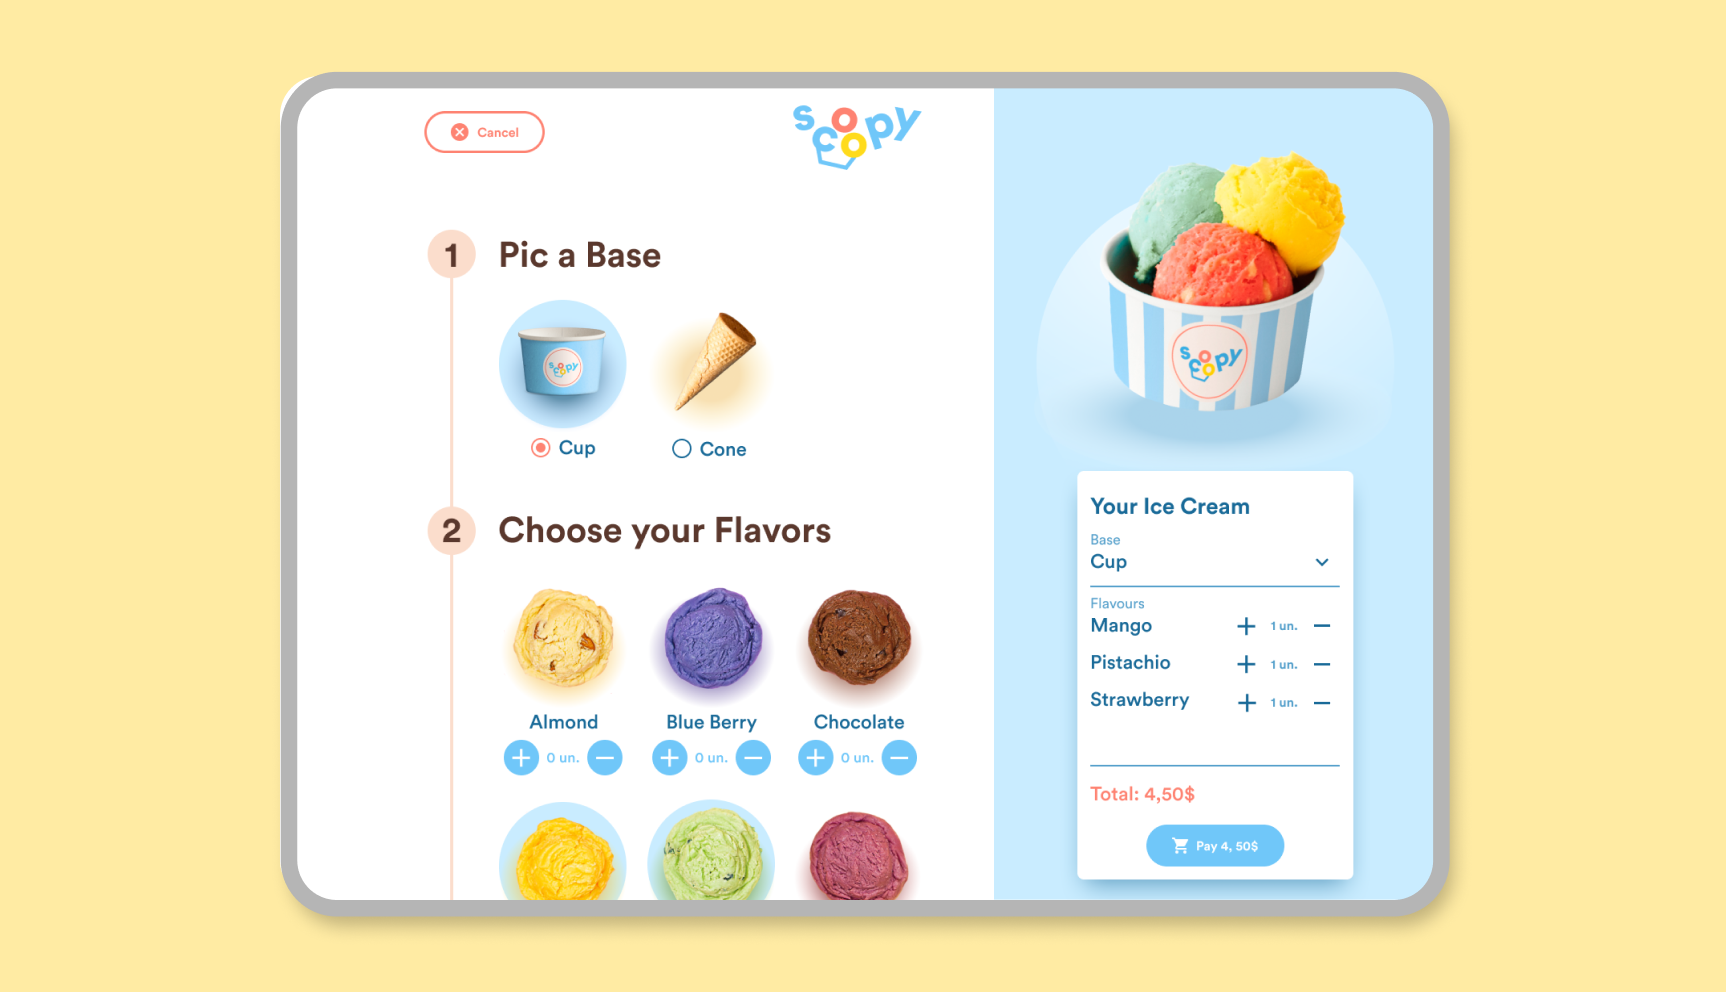 Cancel
scoopy
1 Pic a Base
scoopy
Cup
Cone
2 Choose your Flavors
Almond
Blue Berry
Chocolate
0 un.
0 un.
0 un.
scoopy
Your Ice Cream
Base
Cup
Flavours
Mango 1 un.
Pistachio 1 un.
Strawberry 1 un.
Total: 4,50$
Pay 4, 50$